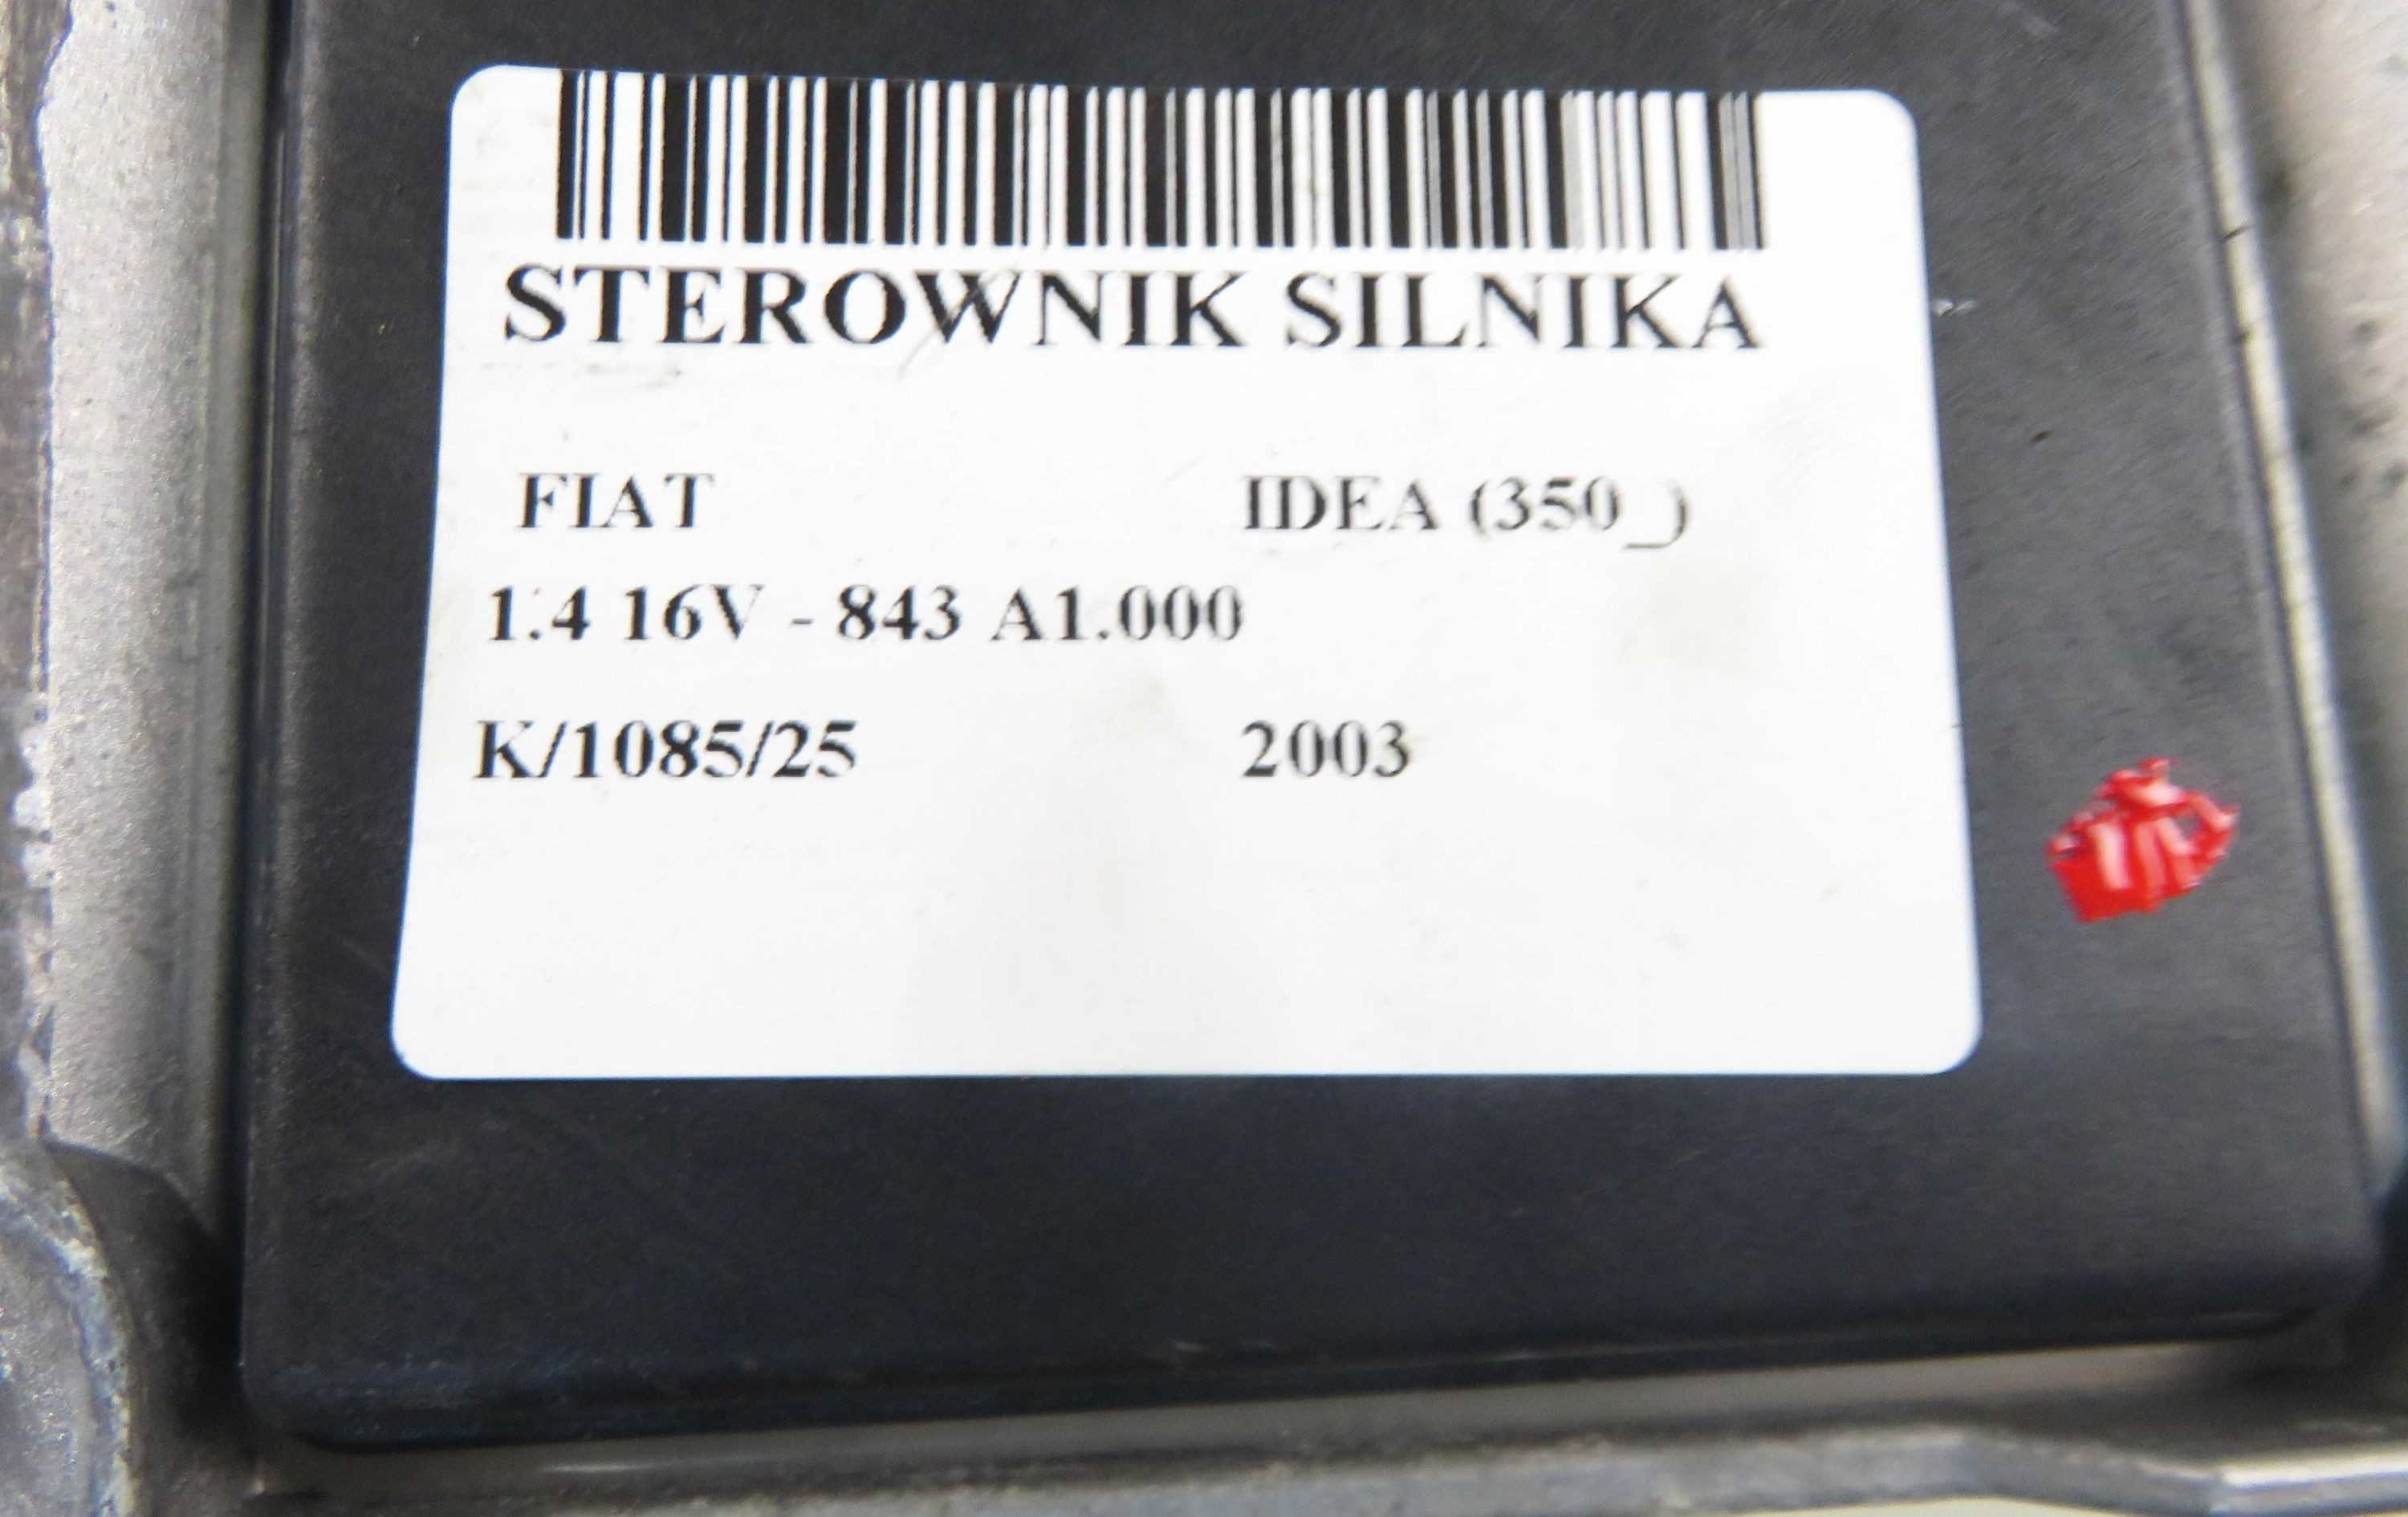 STEROWNIK SILNIKA
FIAT IDEA (350_)
1.4 16V - 843 A1.000
K/1085/25 2003